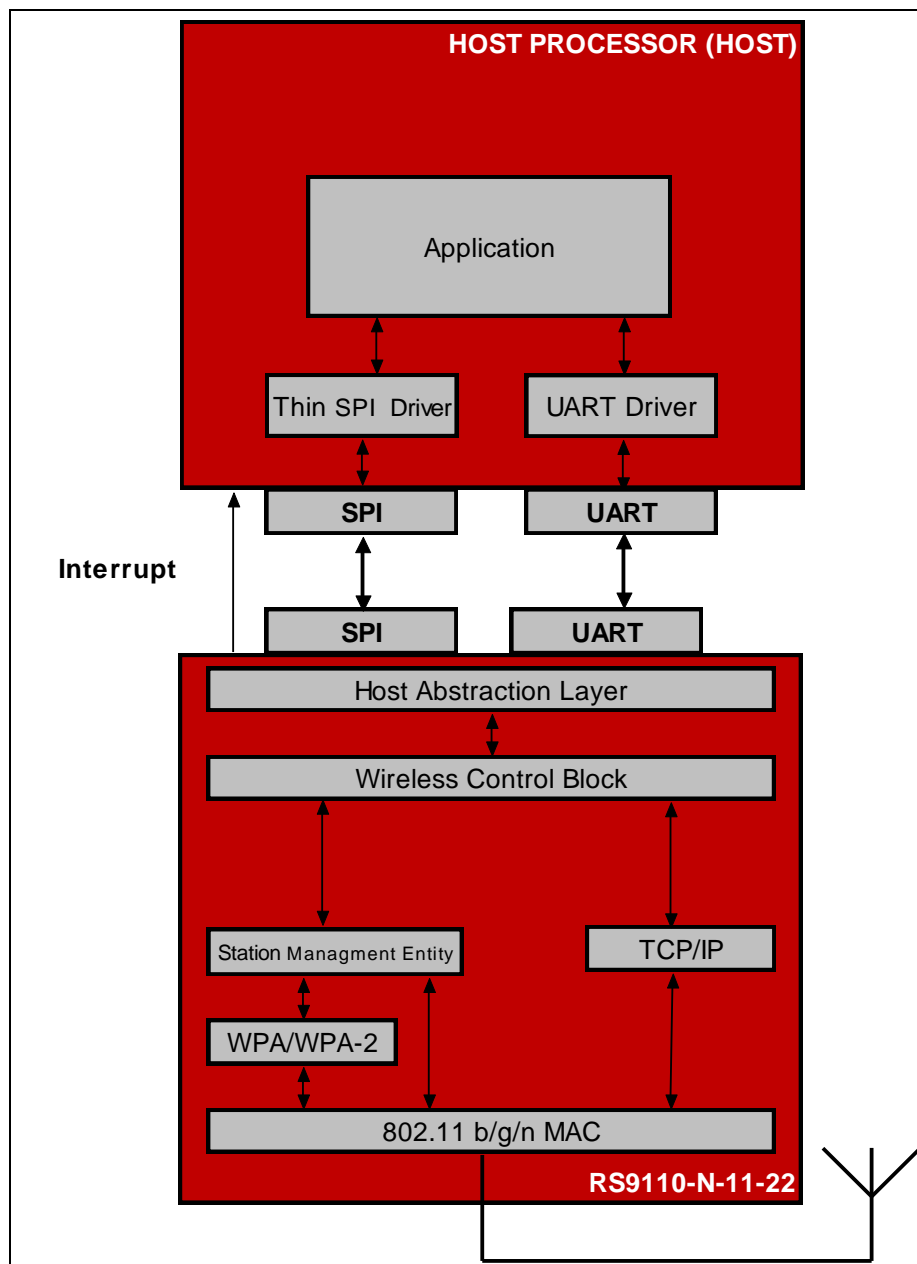 HOST PROCESSOR (HOST)
Application
Thin SPI Driver
UART Driver
SPI
UART
Interrupt
SPI
UART
Host Abstraction Layer
Wireless Control Block
Station Managment Entity
TCP/IP
WPA/WPA-2
802.11 b/g/n MAC
RS9110-N-11-22